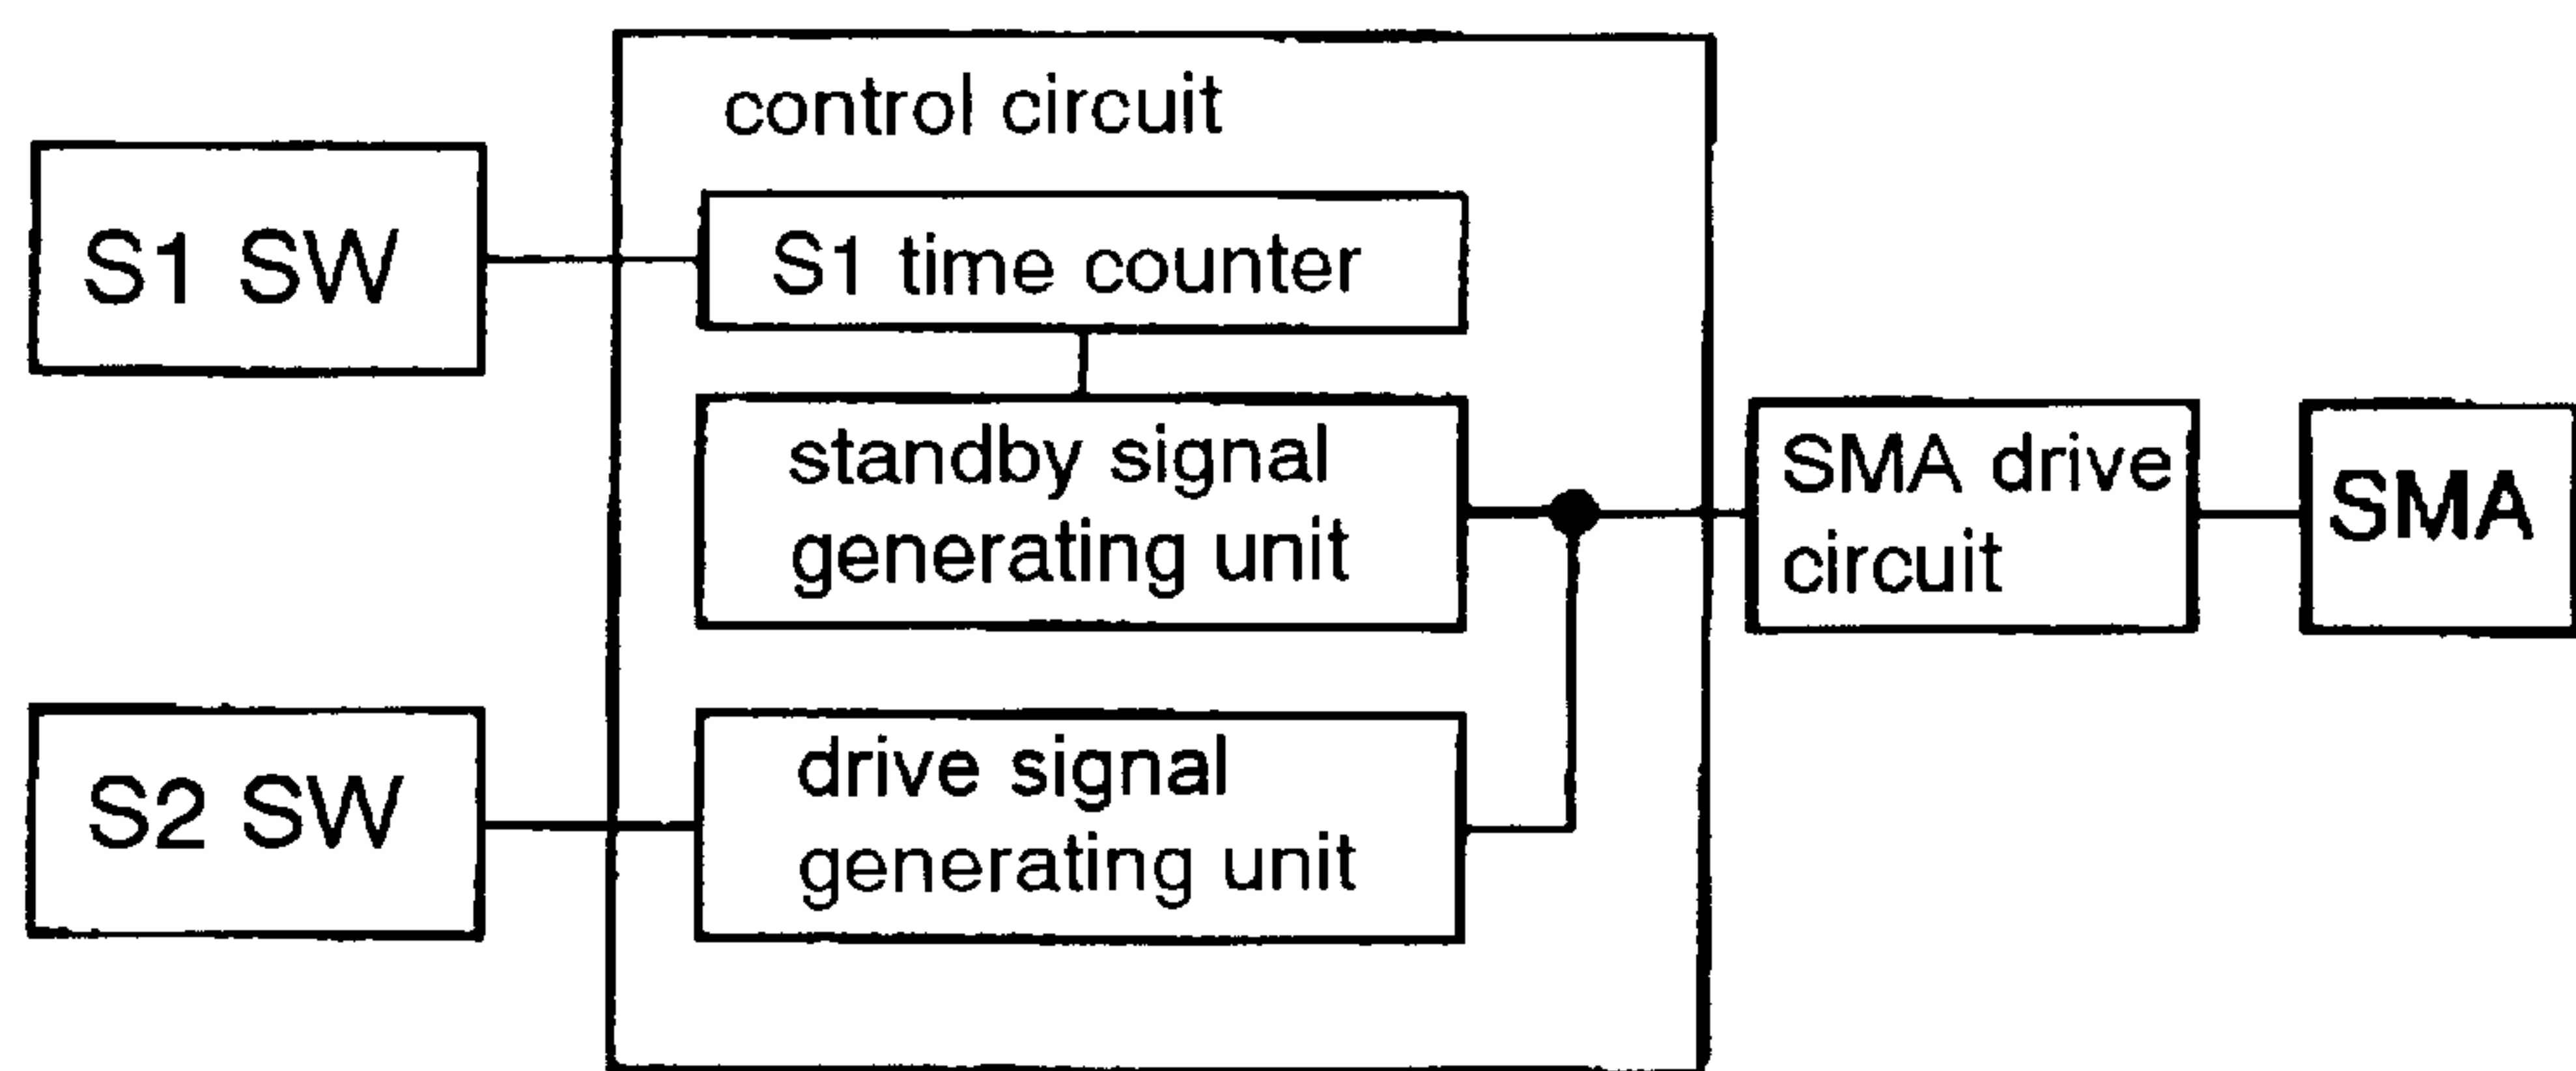 control circuit
S1 SW
S1 time counter
standby signal
generating unit
SMA drive
circuit
SMA
S2 SW
drive signal
generating unit